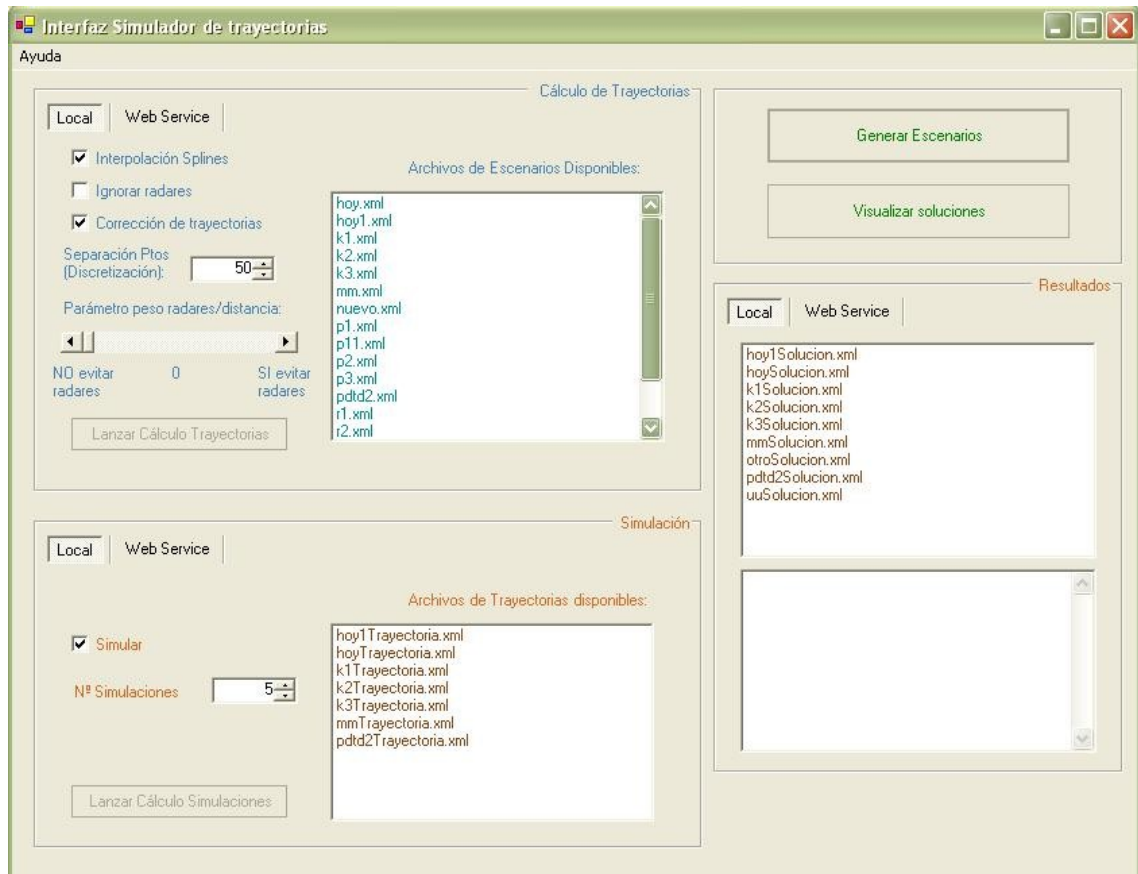 Interfaz Simulador de trayectorias
Ayuda
Cálculo de Trayectorias
Local
Web Service
Interpolación Splines
Ignorar radares
Corrección de trayectorias
Separación Ptos
(Discretización):
50
Parámetro peso radares/distancia:
NO evitar
radares
0
SI evitar
radares
Lanzar Cálculo Trayectorias
Archivos de Escenarios Disponibles:
hoy.xml
hoy1.xml
k1.xml
k2.xml
k3.xml
mm.xml
nuevo.xml
p1.xml
p11.xml
p2.xml
p3.xml
pdtd2.xml
r1.xml
r2.xml
Generar Escenarios
Visualizar soluciones
Resultados
Local
Web Service
hoy1Solucion.xml
hoySolucion.xml
k1Solucion.xml
k2Solucion.xml
k3Solucion.xml
mmSolucion.xml
otroSolucion.xml
pdtd2Solucion.xml
uuSolucion.xml
Simulación
Local
Web Service
Simular
Nº Simulaciones
5
Lanzar Cálculo Simulaciones
Archivos de Trayectorias disponibles:
hoy1Trayectoria.xml
hoyTrayectoria.xml
k1Trayectoria.xml
k2Trayectoria.xml
k3Trayectoria.xml
mmTrayectoria.xml
pdtd2Trayectoria.xml